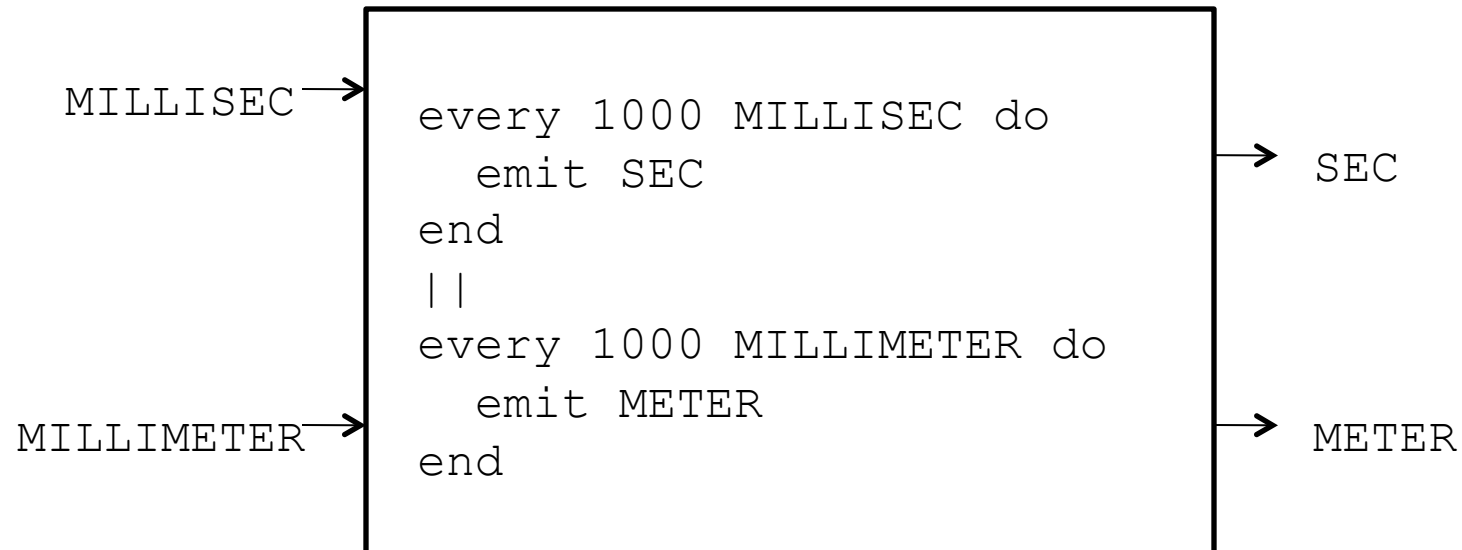 MILLISEC
every 1000 MILLISEC do
emit SEC
end
||
every 1000 MILLIMETER do
emit METER
end
SEC
MILLIMETER
METER